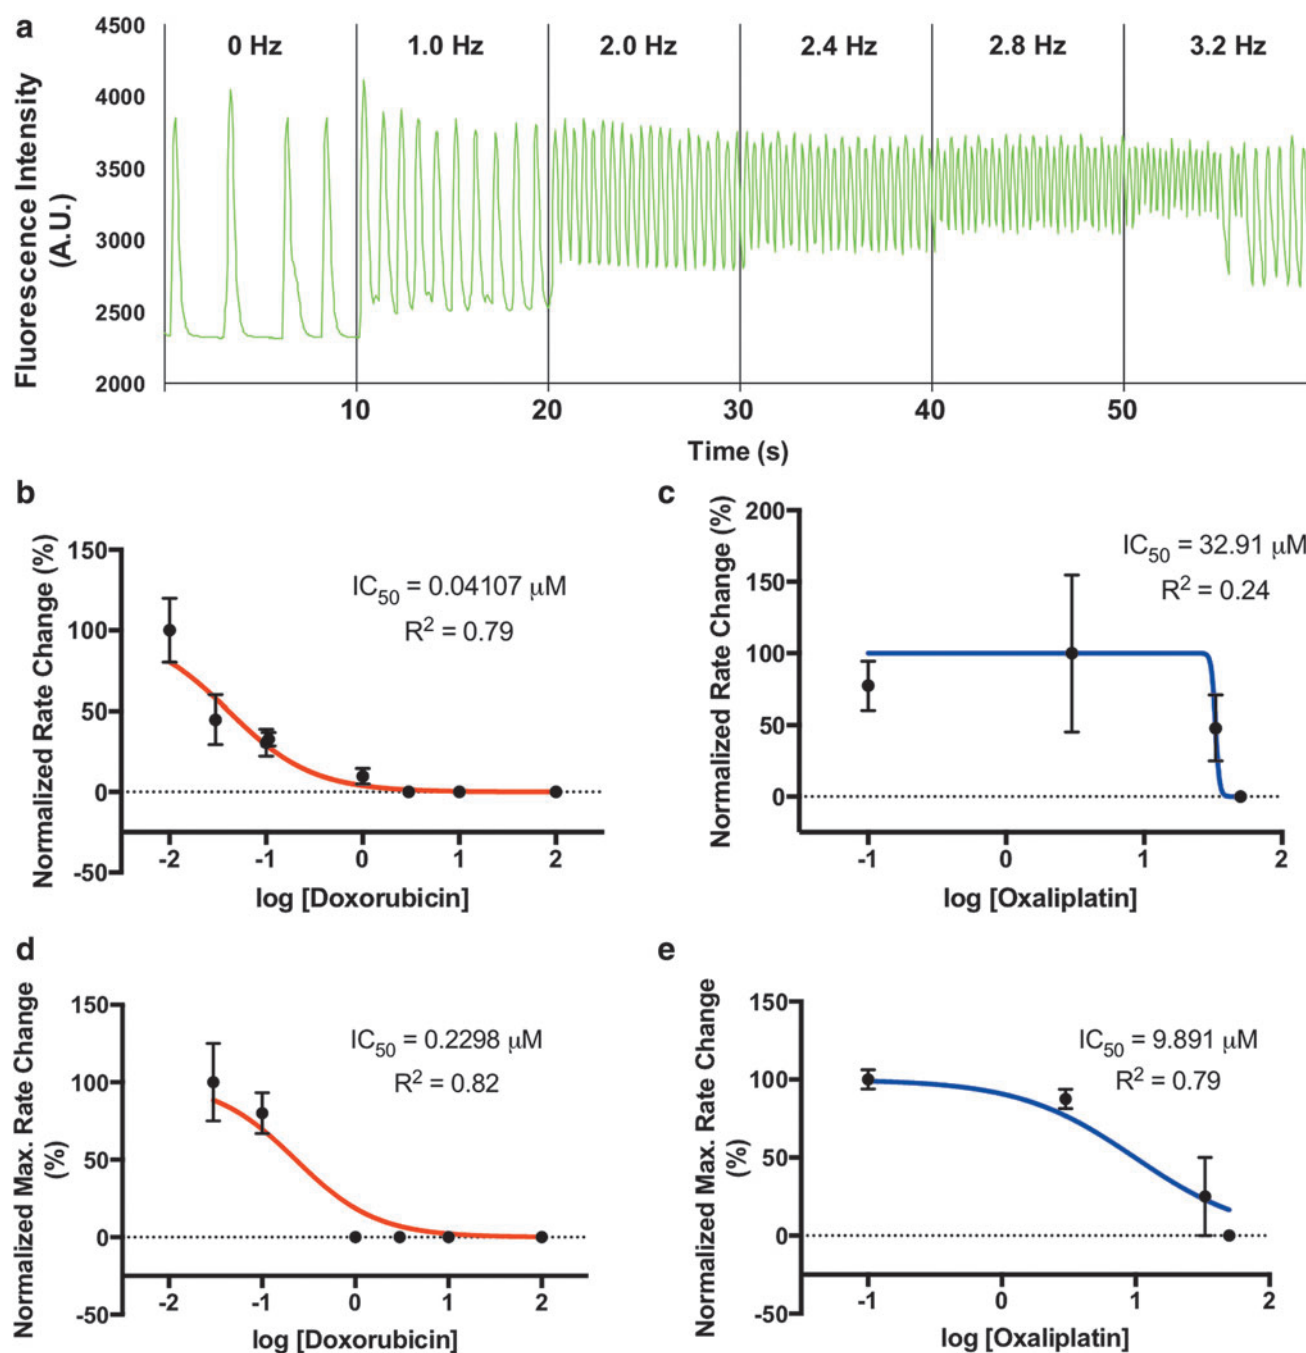 a
4500
4000
3500
3000
2500
2000
Fluorescence Intensity
(A.U.)
0 Hz
1.0 Hz
2.0 Hz
2.4 Hz
2.8 Hz
3.2 Hz
10
20
30
40
50
Time (s)
b
150
100
50
0
-50
Normalized Rate Change (%)
IC50 = 0.04107 µM
R2 = 0.79
-2
-1
0
1
2
log [Doxorubicin]
c
200
150
100
50
0
Normalized Rate Change (%)
IC50 = 32.91 µM
R2 = 0.24
-1
0
1
2
log [Oxaliplatin]
d
150
100
50
0
-50
Normalized Max. Rate Change
(%)
IC50 = 0.2298 µM
R2 = 0.82
-2
-1
0
1
2
log [Doxorubicin]
e
150
100
50
0
-50
Normalized Max. Rate Change
(%)
IC50 = 9.891 µM
R2 = 0.79
-1
0
1
2
log [Oxaliplatin]